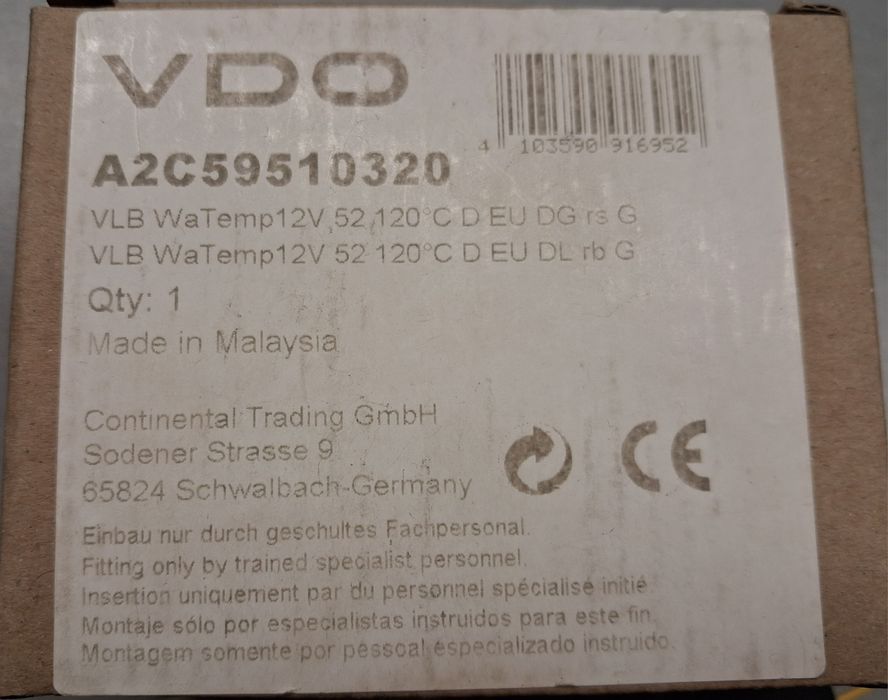 VDO
4 103590 916952
A2C59510320
VLB WaTemp12V 52 120°C D EU DG rs G
VLB WaTemp12V 52 120°C D EU DL rb G
Qty: 1
Made in Malaysia
Continental Trading GmbH
Sodener Strasse 9
65824 Schwalbach-Germany
CE
Einbau nur durch geschultes Fachpersonal.
Fitting only by trained specialist personnel.
Insertion uniquement par du personnel spécialisé initié.
Montaje sólo por especialistas instruidos para este fin.
Montagem somente por pessoal especializado instruido.